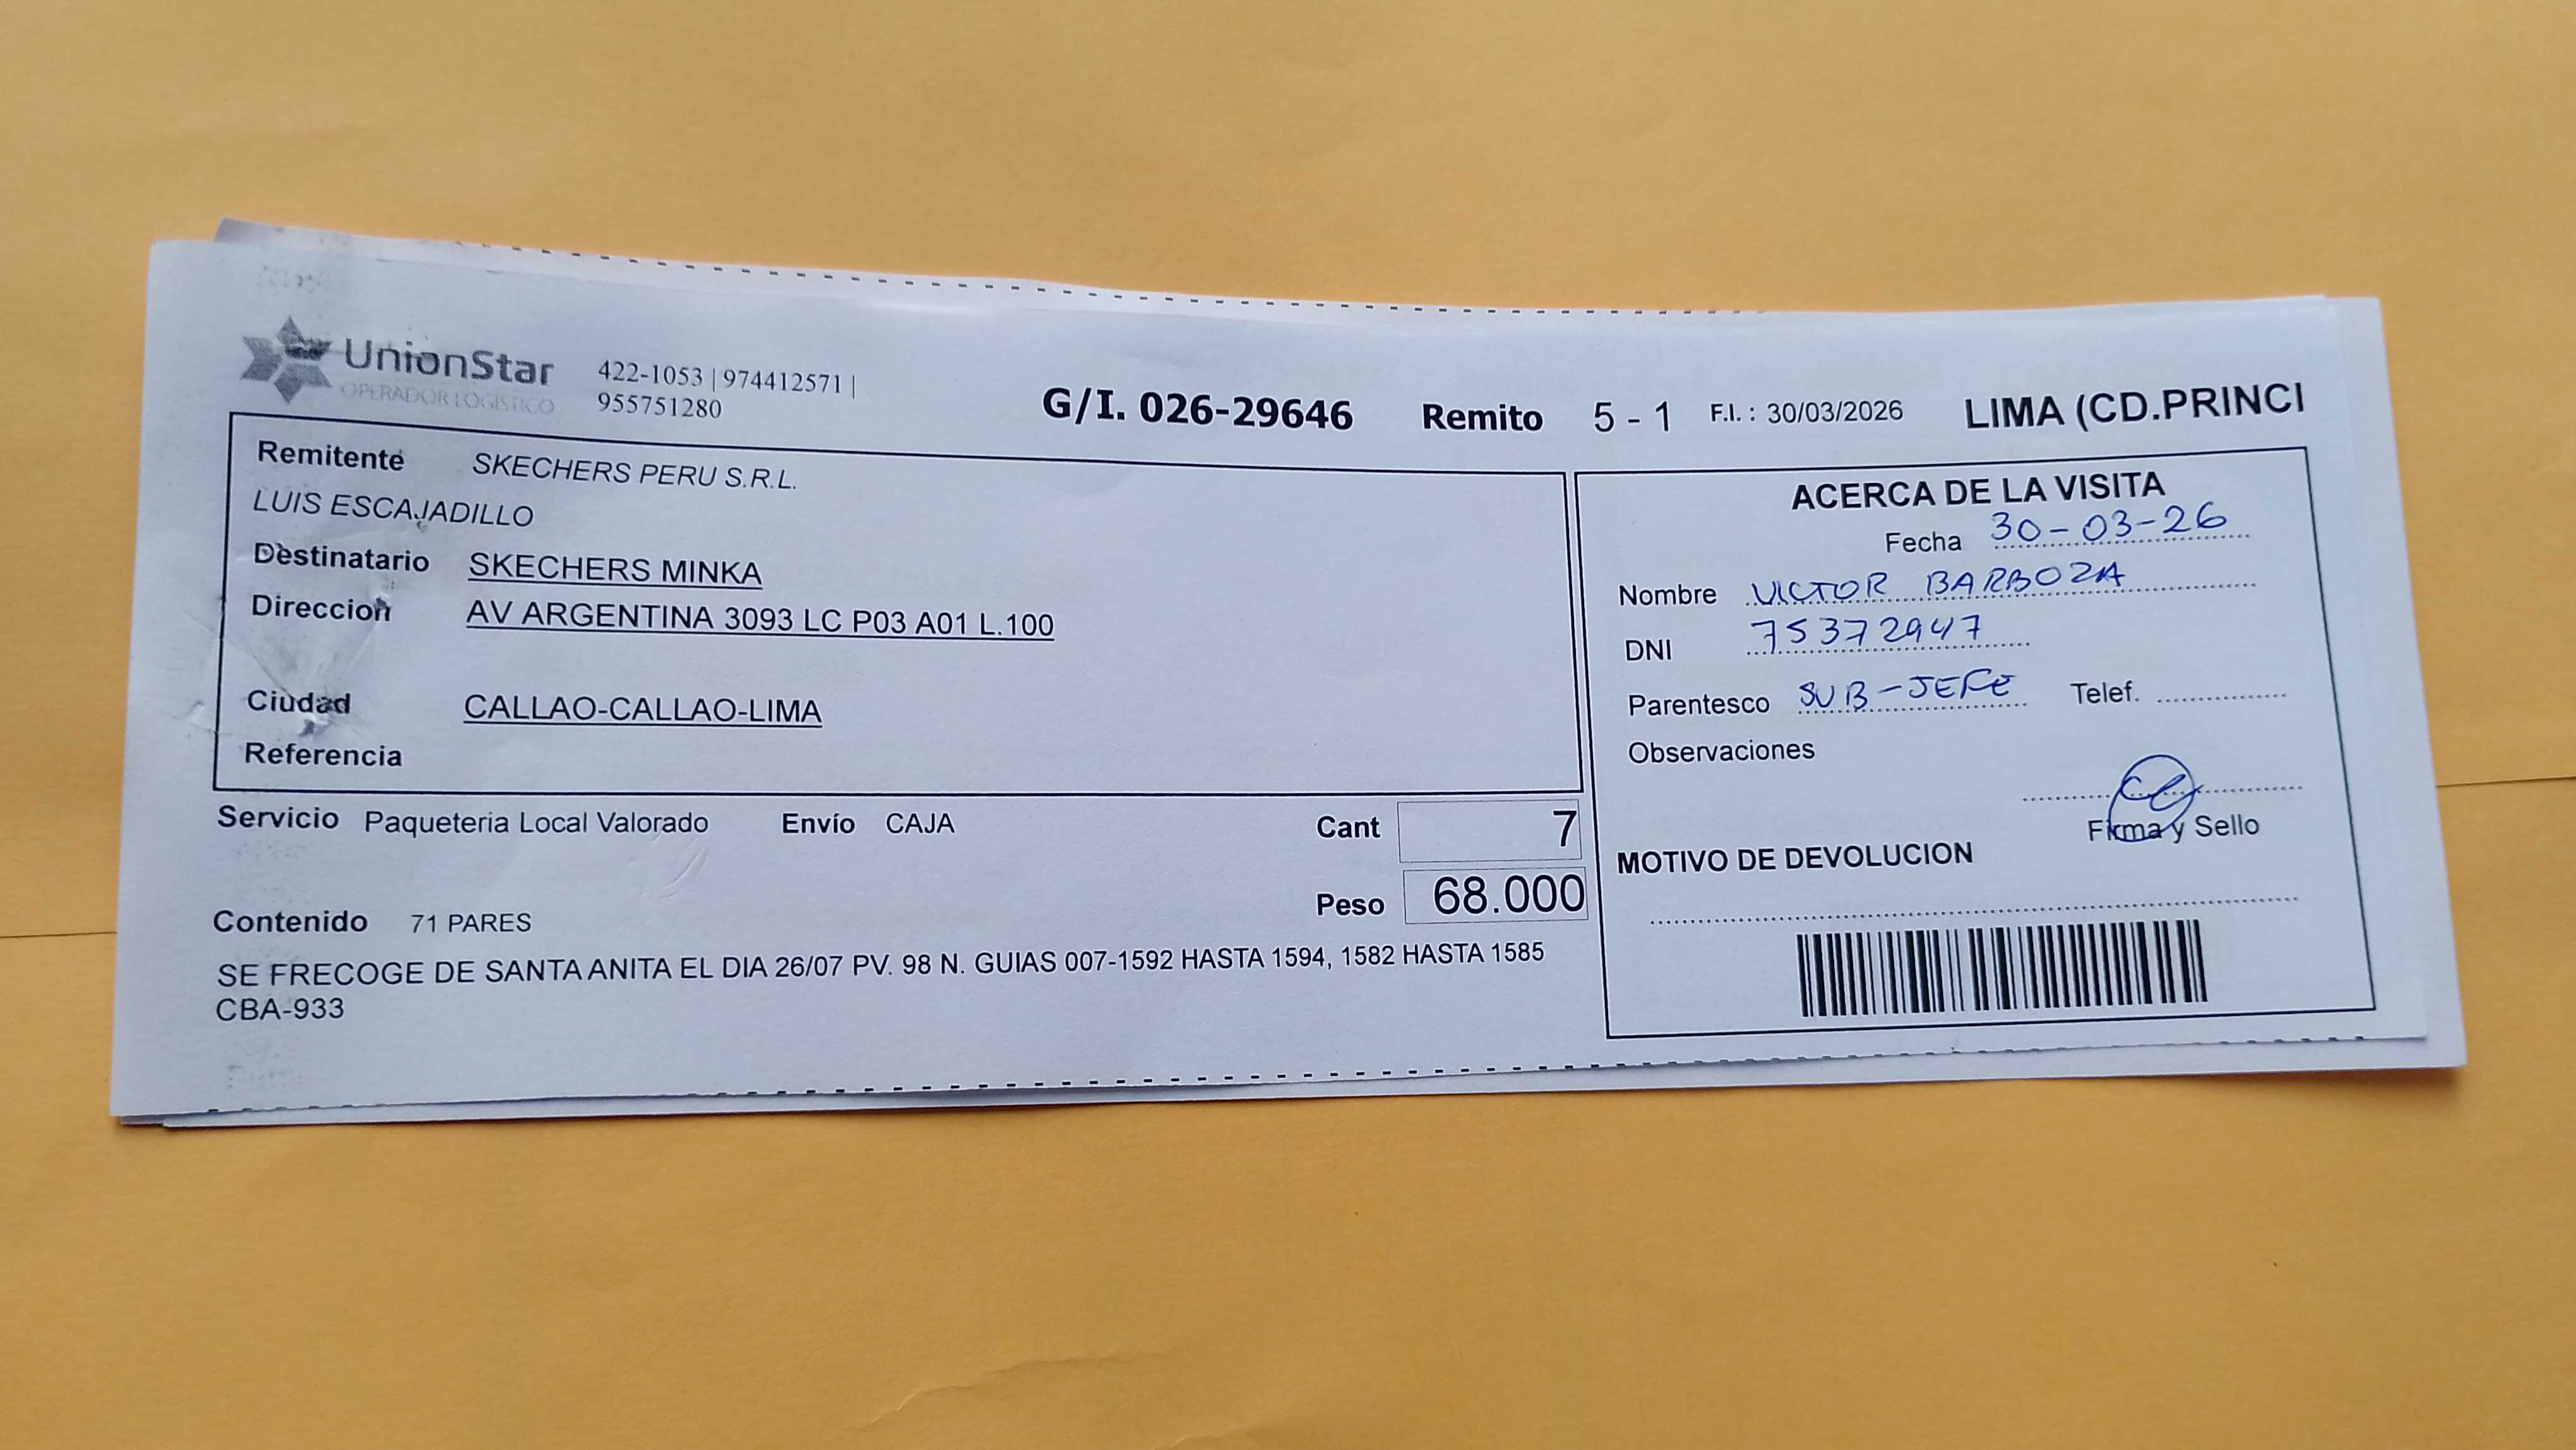 UnionStar
OPERADOR LOGÍSTICO
422-1053 | 974412571 |
955751280
G/I. 026-29646 Remito 5 - 1 F.I. : 30/03/2026 LIMA (CD.PRINCI
Remitente SKECHERS PERU S.R.L.
LUIS ESCAJADILLO
Destinatario SKECHERS MINKA
Direccion AV ARGENTINA 3093 LC P03 A01 L.100
Ciudad CALLAO-CALLAO-LIMA
Referencia
Servicio Paqueteria Local Valorado Envío CAJA Cant 7
Peso 68.000
Contenido 71 PARES
SE FRECOGE DE SANTA ANITA EL DIA 26/07 PV. 98 N. GUIAS 007-1592 HASTA 1594, 1582 HASTA 1585
CBA-933
ACERCA DE LA VISITA
Fecha 30-03-26
Nombre VICTOR BARBOZA
DNI 75372947
Parentesco SUB-JEFE Telef.
Observaciones
Firma y Sello
MOTIVO DE DEVOLUCION